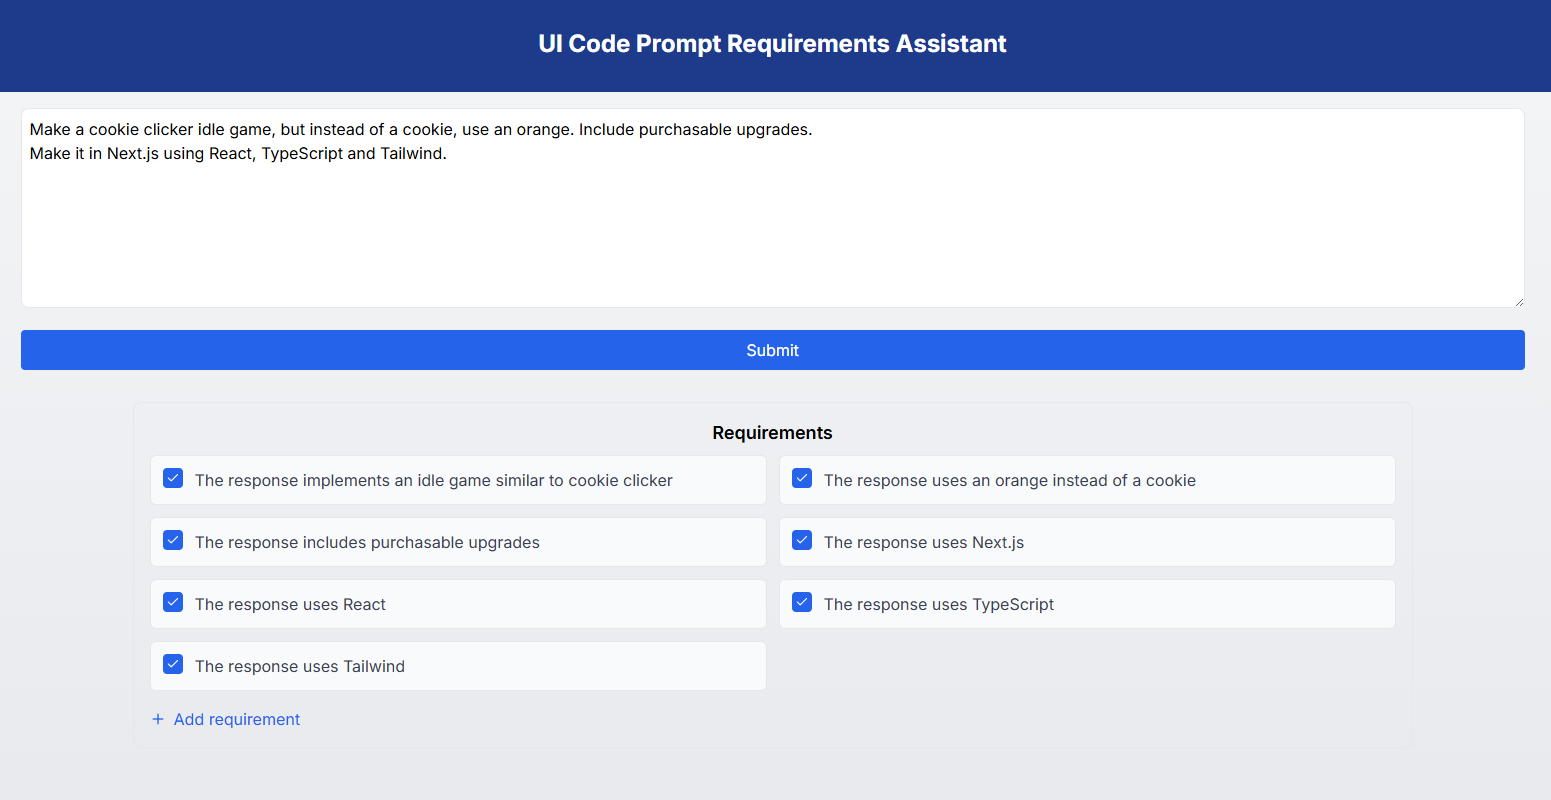 UI Code Prompt Requirements Assistant
Make a cookie clicker idle game, but instead of a cookie, use an orange. Include purchasable upgrades.
Make it in Next.js using React, TypeScript and Tailwind.
Submit
Requirements
The response implements an idle game similar to cookie clicker
The response uses an orange instead of a cookie
The response includes purchasable upgrades
The response uses Next.js
The response uses React
The response uses TypeScript
The response uses Tailwind
+ Add requirement